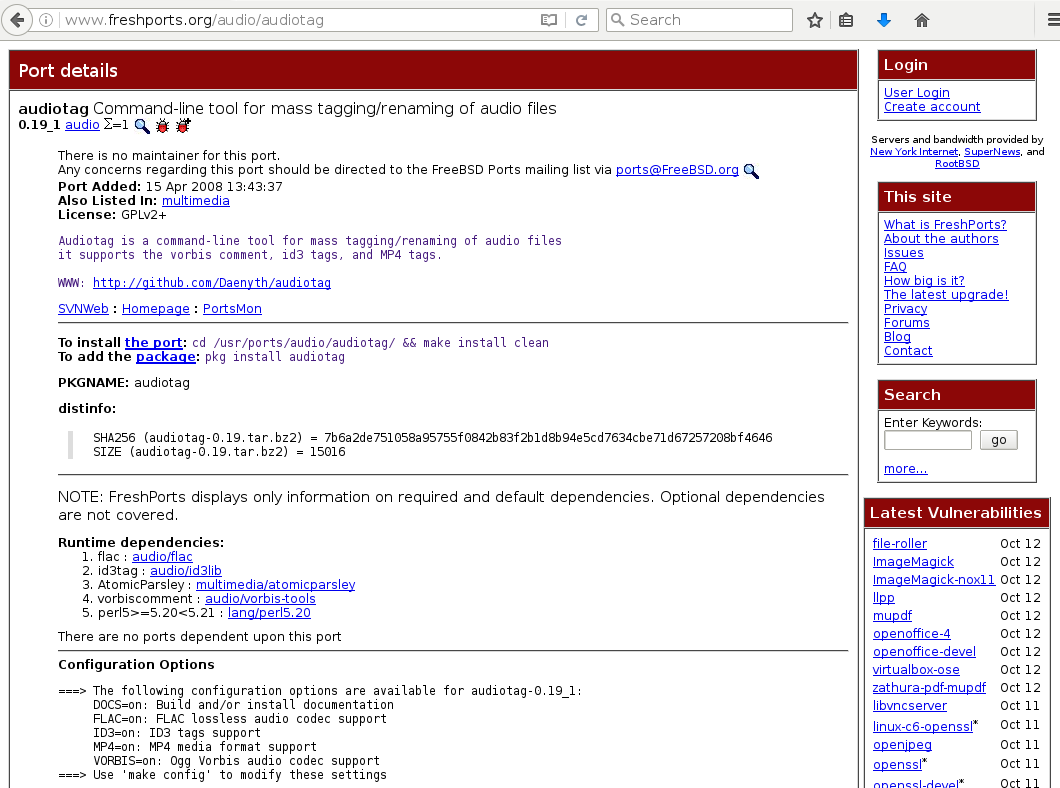 www.freshports.org/audio/audiotag
Search
Port details
audiotag Command-line tool for mass tagging/renaming of audio files
0.19_1 audio Σ=1
There is no maintainer for this port.
Any concerns regarding this port should be directed to the FreeBSD Ports mailing list via ports@FreeBSD.org
Port Added: 15 Apr 2008 13:43:37
Also Listed In: multimedia
License: GPLv2+
Audiotag is a command-line tool for mass tagging/renaming of audio files
it supports the vorbis comment, id3 tags, and MP4 tags.
WWW: http://github.com/Daenyth/audiotag
SVNWeb : Homepage : PortsMon
To install the port: cd /usr/ports/audio/audiotag/ && make install clean
To add the package: pkg install audiotag
PKGNAME: audiotag
distinfo:
SHA256 (audiotag-0.19.tar.bz2) = 7b6a2de751058a95755f0842b83f2b1d8b94e5cd7634cbe71d67257208bf4646
SIZE (audiotag-0.19.tar.bz2) = 15016
NOTE: FreshPorts displays only information on required and default dependencies. Optional dependencies
are not covered.
Runtime dependencies:
1. flac : audio/flac
2. id3tag : audio/id3lib
3. AtomicParsley : multimedia/atomicparsley
4. vorbiscomment : audio/vorbis-tools
5. perl5>=5.20<5.21 : lang/perl5.20
There are no ports dependent upon this port
Configuration Options
===> The following configuration options are available for audiotag-0.19_1:
DOCS=on: Build and/or install documentation
FLAC=on: FLAC lossless audio codec support
ID3=on: ID3 tags support
MP4=on: MP4 media format support
VORBIS=on: Ogg Vorbis audio codec support
===> Use 'make config' to modify these settings
Login
User Login
Create account
Servers and bandwidth provided by
New York Internet, SuperNews, and
RootBSD
This site
What is FreshPorts?
About the authors
Issues
FAQ
How big is it?
The latest upgrade!
Privacy
Forums
Blog
Contact
Search
Enter Keywords:
go
more...
Latest Vulnerabilities
file-roller Oct 12
ImageMagick Oct 12
ImageMagick-nox11 Oct 12
llpp Oct 12
mupdf Oct 12
openoffice-4 Oct 12
openoffice-devel Oct 12
virtualbox-ose Oct 12
zathura-pdf-mupdf Oct 12
libvncserver Oct 11
linux-c6-openssl* Oct 11
openjpeg Oct 11
openssl* Oct 11
openssl-devel* Oct 11